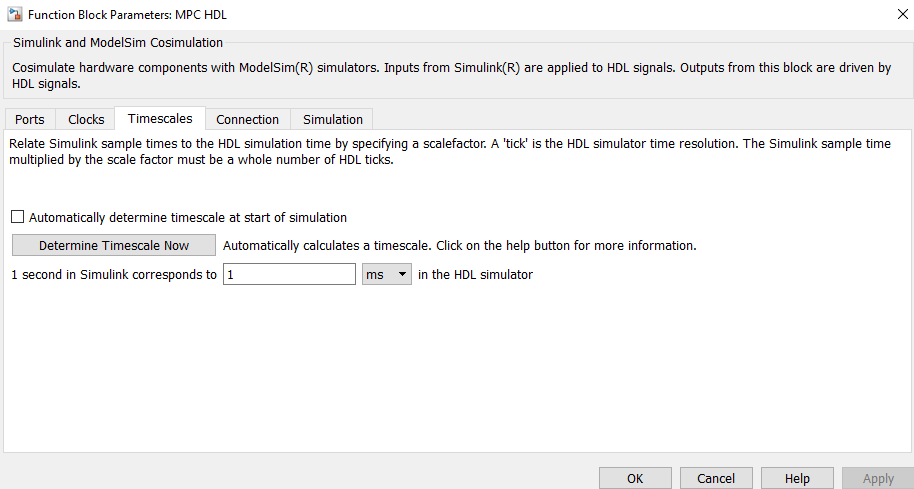 Function Block Parameters: MPC HDL
Simulink and ModelSim Cosimulation
Cosimulate hardware components with ModelSim(R) simulators. Inputs from Simulink(R) are applied to HDL signals. Outputs from this block are driven by
HDL signals.
Ports Clocks Timescales Connection Simulation
Relate Simulink sample times to the HDL simulation time by specifying a scalefactor. A 'tick' is the HDL simulator time resolution. The Simulink sample time
multiplied by the scale factor must be a whole number of HDL ticks.
Automatically determine timescale at start of simulation
Determine Timescale Now Automatically calculates a timescale. Click on the help button for more information.
1 second in Simulink corresponds to 1 ms in the HDL simulator
OK Cancel Help Apply